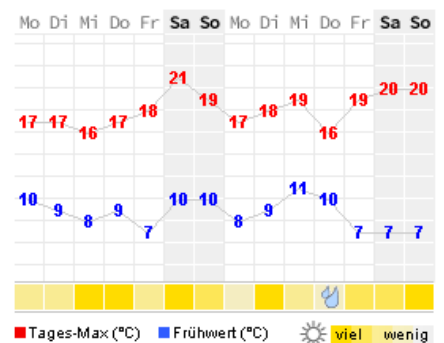 Mo Di Mi Do Fr Sa So Mo Di Mi Do Fr Sa So
17 17 16 17 18 21 19 17 18 19 16 19 20 20
10 9 8 9 7 10 10 8 9 11 10 7 7 7
Tages-Max (°C) Frühwert (°C) viel wenig